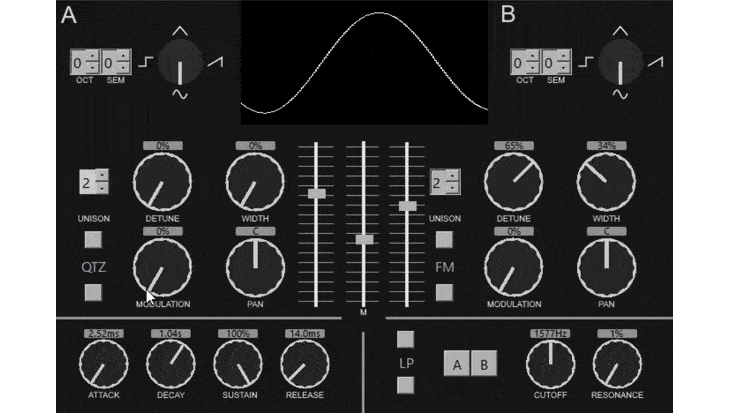 A
B
0 0
OCT SEM
0 0
OCT SEM
0% 0%
65% 34%
2
2
UNISON DETUNE WIDTH
UNISON DETUNE WIDTH
0% C
0% C
QTZ
FM
MODULATION PAN
MODULATION PAN
M
2.52ms 1.04s 100% 14.0ms
1577Hz 1%
LP
A B
ATTACK DECAY SUSTAIN RELEASE
CUTOFF RESONANCE